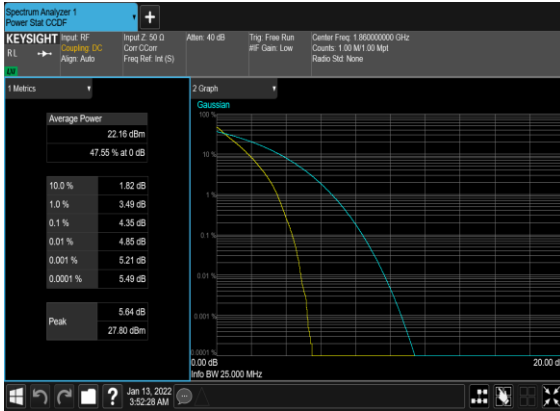 Spectrum Analyzer 1
Power Stat CCDF
+
KEYSIGHT Input: RF Input Z: 50 Ω Atten: 40 dB Trig: Free Run Center Freq: 1.860000000 GHz
RL Coupling: DC Corr CCorr #IF Gain: Low Counts: 1.00 M/1.00 Mpt
Align: Auto Freq Ref: Int (S) Radio Std: None
1 Metrics
2 Graph
Average Power
22.16 dBm
47.55 % at 0 dB
10.0 % 1.82 dB
1.0 % 3.49 dB
0.1 % 4.35 dB
0.01 % 4.85 dB
0.001 % 5.21 dB
0.0001 % 5.49 dB
Peak 5.64 dB
27.80 dBm
Gaussian
100 %
10 %
1 %
0.1 %
0.01 %
0.001 %
0.0001 %
0.00 dB 20.00 d
Info BW 25.000 MHz
? Jan 13, 2022
3:52:28 AM